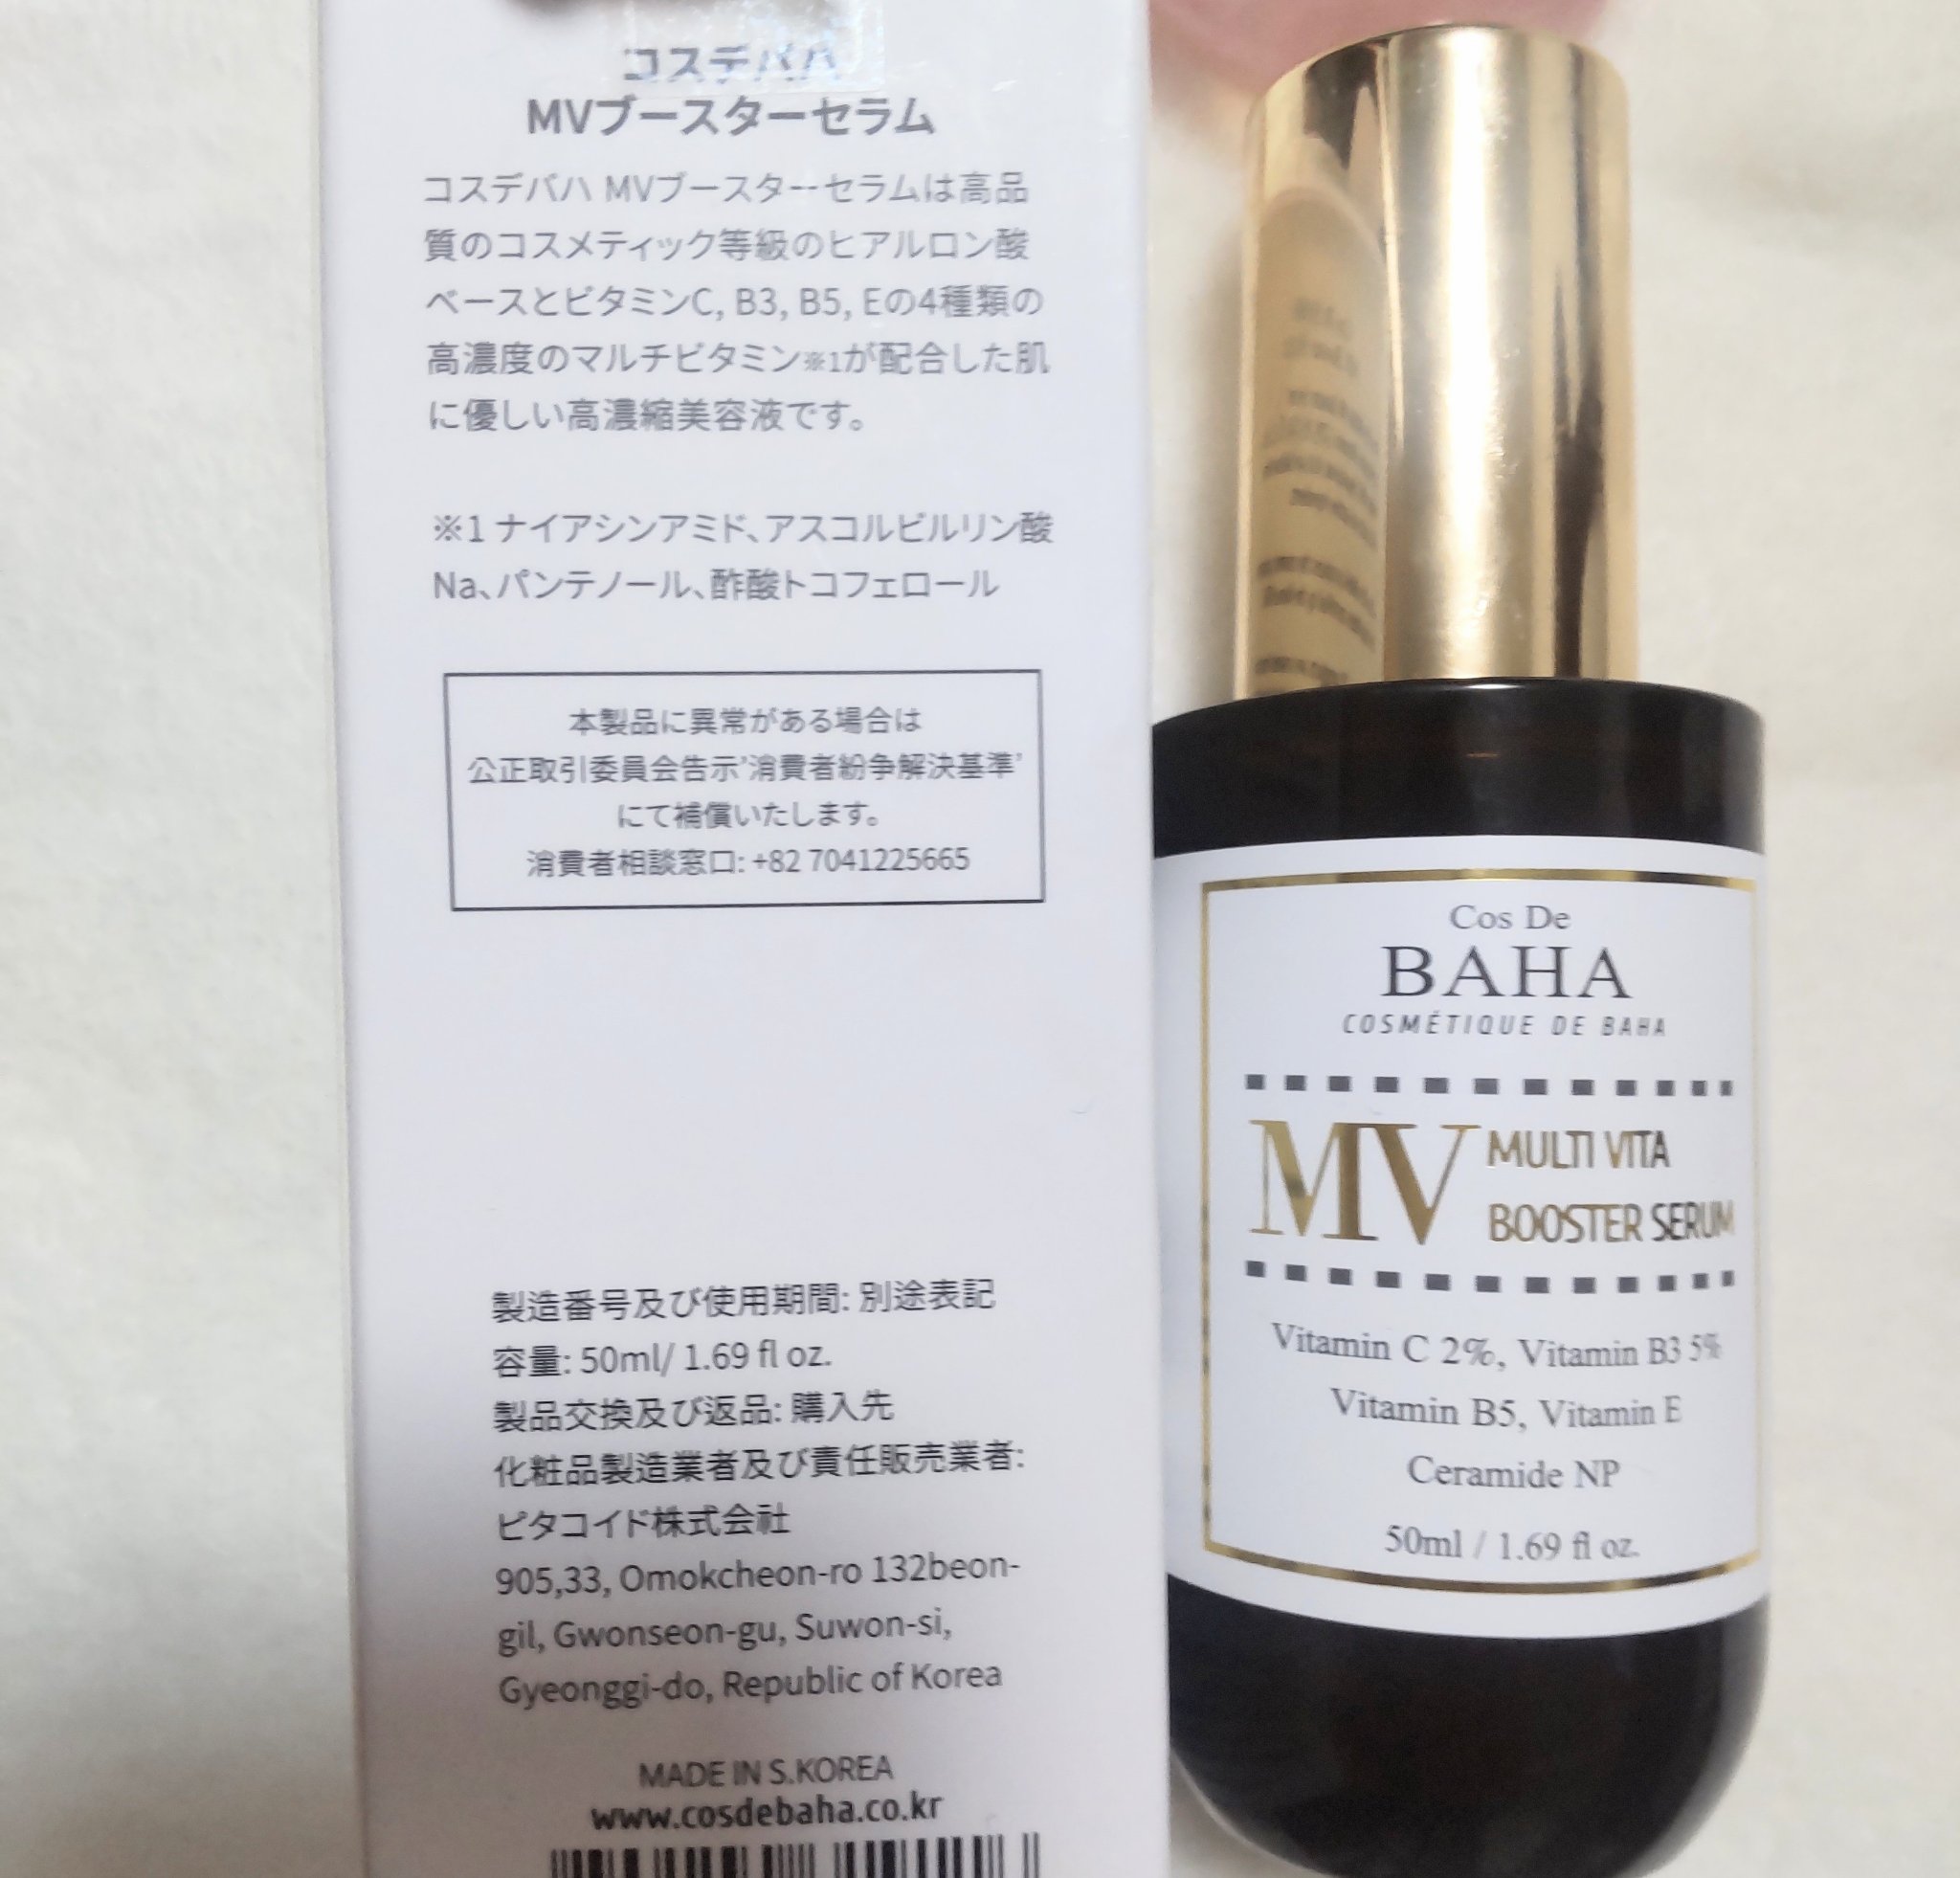 コスデバハ
MVブースターセラム
コスデバハ MVブースターセラムは高品
質のコスメティック等級のヒアルロン酸
ベースとビタミンC, B3, B5, Eの4種類の
高濃度のマルチビタミン※1が配合した肌
に優しい高濃縮美容液です。
※1 ナイアシンアミド、アスコルビルリン酸
Na、パンテノール、酢酸トコフェロール
本製品に異常がある場合は
公正取引委員会告示'消費者紛争解決基準'
にて補償いたします。
消費者相談窓口: +82 7041225665
製造番号及び使用期間: 別途表記
容量: 50ml/ 1.69 fl oz.
製品交換及び返品: 購入先
化粧品製造業者及び責任販売業者:
ビタコイド株式会社
905,33, Omokcheon-ro 132beon-
gil, Gwonseon-gu, Suwon-si,
Gyeonggi-do, Republic of Korea
MADE IN S.KOREA
www.cosdebaha.co.kr
Cos De
BAHA
COSMÉTIQUE DE BAHA
MV MULTI VITA
BOOSTER SERUM
Vitamin C 2%, Vitamin B3 5%
Vitamin B5, Vitamin E
Ceramide NP
50ml / 1.69 fl oz.